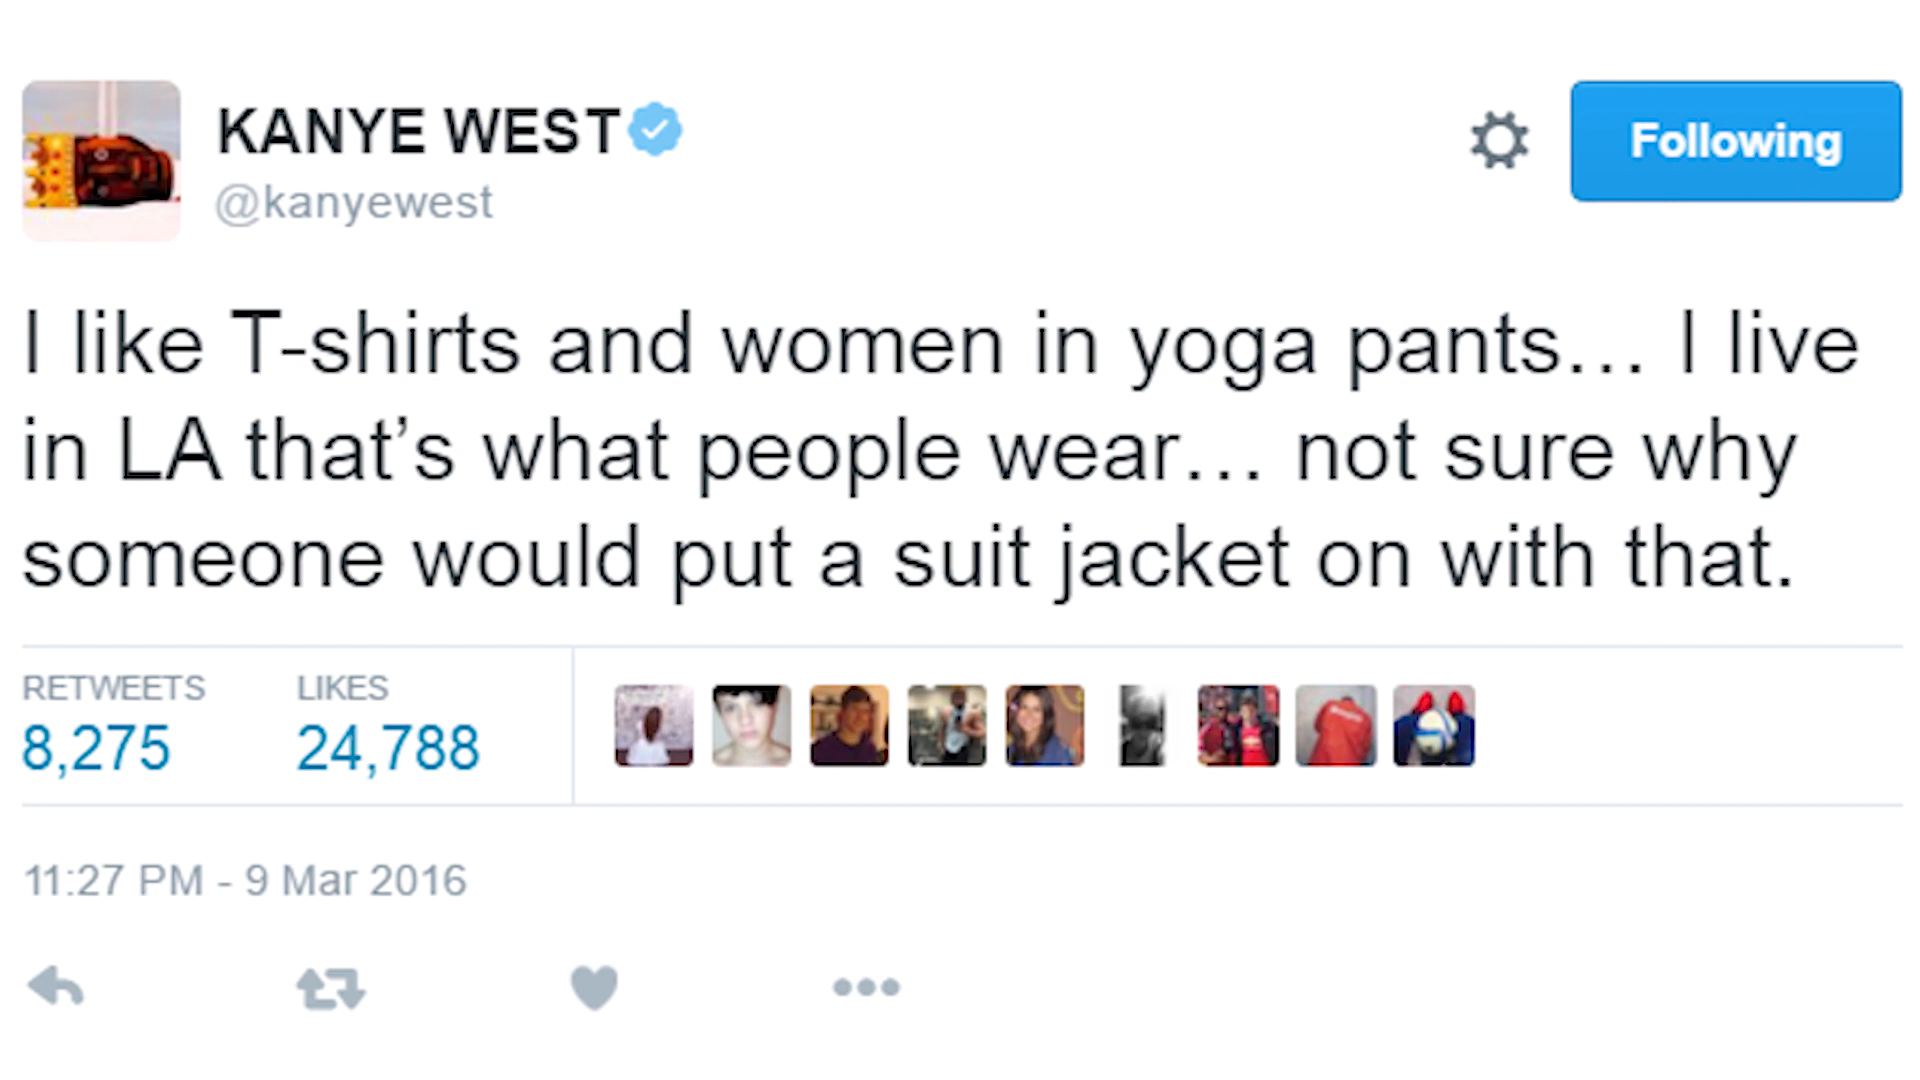 KANYE WEST
@kanyewest
Following
I like T-shirts and women in yoga pants… I live
in LA that’s what people wear… not sure why
someone would put a suit jacket on with that.
RETWEETS LIKES
8,275 24,788
11:27 PM - 9 Mar 2016